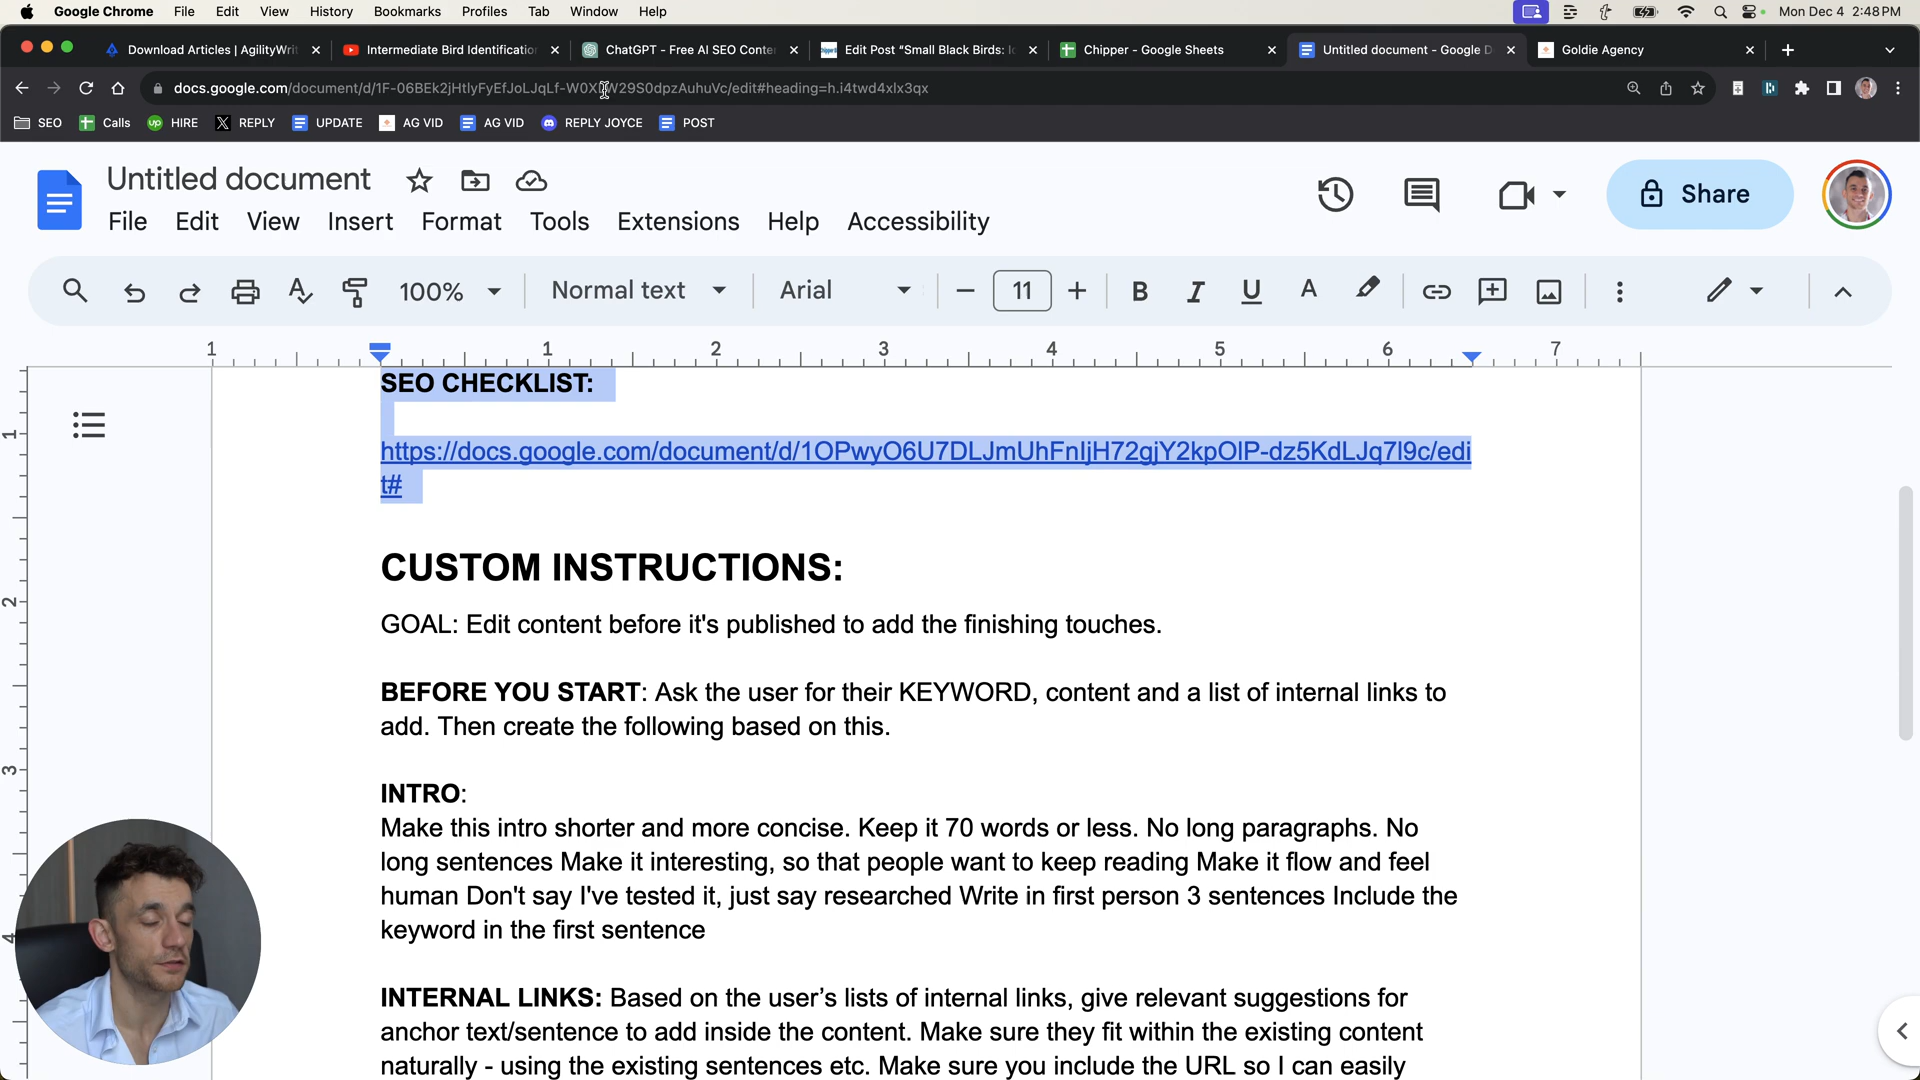 Google Chrome File Edit View History Bookmarks Profiles Tab Window Help Mon Dec 4 2:48 PM
Download Articles | AgilityWrit Intermediate Bird Identification ChatGPT - Free AI SEO Conte Edit Post “Small Black Birds: Ic Chipper - Google Sheets Untitled document - Google D Goldie Agency
docs.google.com/document/d/
SEO Calls HIRE REPLY UPDATE AG VID AG VID REPLY JOYCE POST
Untitled document
File Edit View Insert Format Tools Extensions Help Accessibility
Share
100% Normal text Arial 11
1 1 2 3 4 5 6 7
SEO CHECKLIST:
https://docs.google.com/document/d/1OPwyO6U7DLJmUhFnIjH72gjY2kpOlP-dz5KdLJq7l9c/edi
t#
CUSTOM INSTRUCTIONS:
GOAL: Edit content before it's published to add the finishing touches.
BEFORE YOU START: Ask the user for their KEYWORD, content and a list of internal links to
add. Then create the following based on this.
INTRO:
Make this intro shorter and more concise. Keep it 70 words or less. No long paragraphs. No
long sentences Make it interesting, so that people want to keep reading Make it flow and feel
human Don't say I've tested it, just say researched Write in first person 3 sentences Include the
keyword in the first sentence
INTERNAL LINKS: Based on the user’s lists of internal links, give relevant suggestions for
anchor text/sentence to add inside the content. Make sure they fit within the existing content
naturally - using the existing sentences etc. Make sure you include the URL so I can easily
1
2
3
4